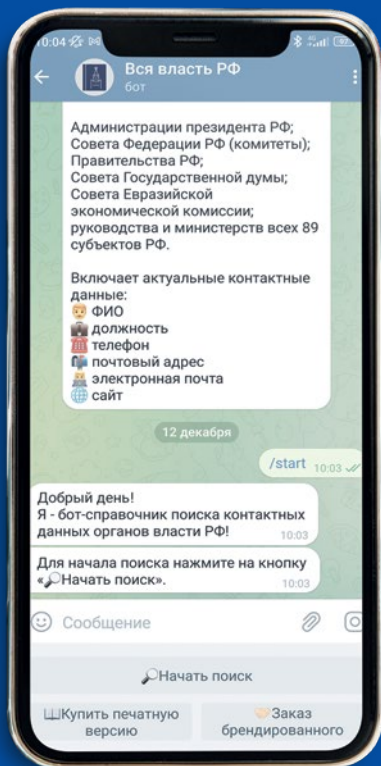 0:04
Вся власть РФ
бот
Администрации президента РФ;
Совета Федерации РФ (комитеты);
Правительства РФ;
Совета Государственной думы;
Совета Евразийской
экономической комиссии;
руководства и министерств всех 89
субъектов РФ.
Включает актуальные контактные
данные:
ФИО
должность
телефон
почтовый адрес
электронная почта
сайт
12 декабря
/start 10:03
Добрый день!
Я - бот-справочник поиска контактных
данных органов власти РФ!
10:03
Для начала поиска нажмите на кнопку
«🔎Начать поиск».
10:03
Сообщение
🔎Начать поиск
Купить печатную
версию
Заказ
брендированного